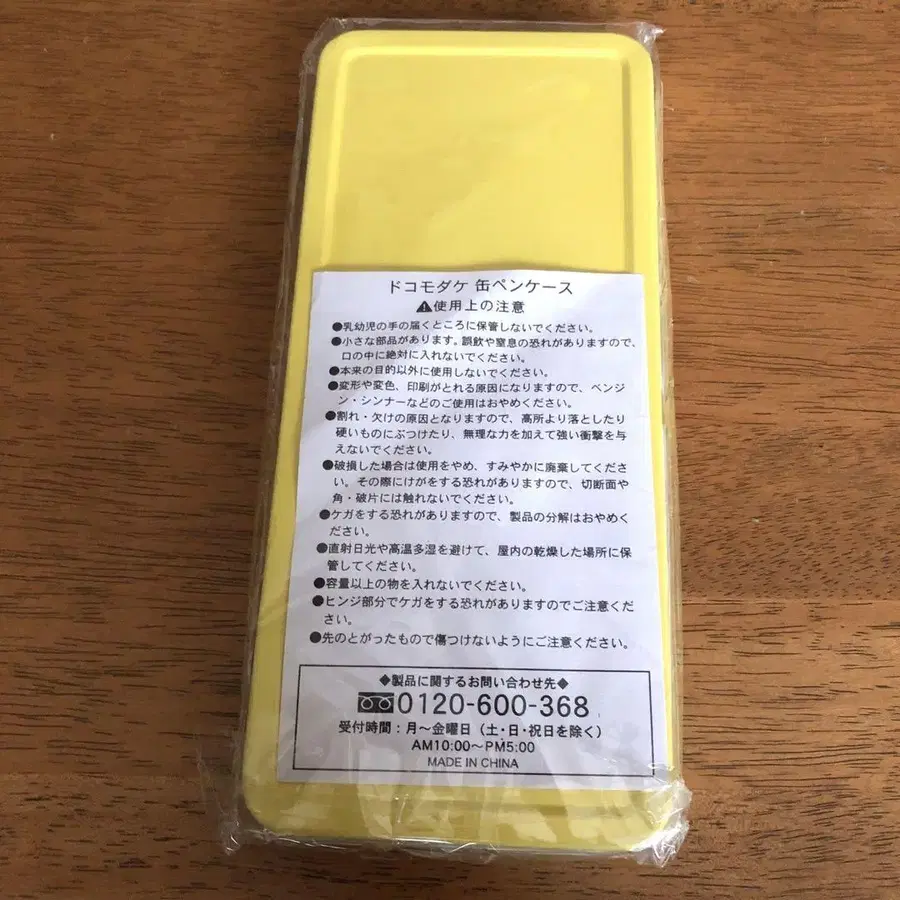 ドコモダケ 缶ペンケース
⚠使用上の注意
●乳幼児の手の届くところに保管しないでください。
●小さな部品があります。誤飲や窒息の恐れがありますので、
口の中に絶対に入れないでください。
●本来の目的以外に使用しないでください。
●変形や変色、印刷がとれる原因になりますので、ベンジ
ン・シンナーなどのご使用はおやめください。
●割れ・欠けの原因となりますので、高所より落としたり
硬いものにぶつけたり、無理な力を加えて強い衝撃を与
えないでください。
●破損した場合は使用をやめ、すみやかに廃棄してくださ
い。その際にけがをする恐れがありますので、切断面や
角・破片には触れないでください。
●ケガをする恐れがありますので、製品の分解はおやめく
ださい。
●直射日光や高温多湿を避けて、屋内の乾燥した場所に保
管してください。
●容量以上の物を入れないでください。
●ヒンジ部分でケガをする恐れがありますのでご注意くだ
さい。
●先のとがったもので傷つけないようにご注意ください。
◆製品に関するお問い合わせ先◆
0120-600-368
受付時間：月〜金曜日（土・日・祝日を除く）
AM10:00〜PM5:00
MADE IN CHINA